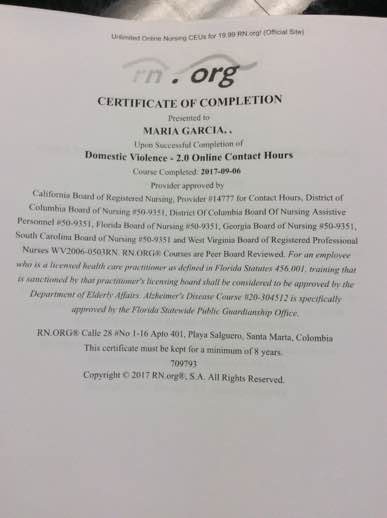 Unlimited Online Nursing CEUs for 19.99 RN.org! (Official Site)
rn.org
CERTIFICATE OF COMPLETION
Presented to
MARIA GARCIA, ,
Upon Successful Completion of
Domestic Violence - 2.0 Online Contact Hours
Course Completed: 2017-09-06
Provider approved by
California Board of Registered Nursing, Provider #14777 for Contact Hours, District of
Columbia Board of Nursing #50-9351, District Of Columbia Board Of Nursing Assistive
Personnel #50-9351, Florida Board of Nursing #50-9351, Georgia Board of Nursing #50-9351,
South Carolina Board of Nursing #50-9351 and West Virginia Board of Registered Professional
Nurses WV2006-0503RN. RN.ORG® Courses are Peer Board Reviewed. For an employee
who is a licensed health care practitioner as defined in Florida Statutes 456.001, training that
is sanctioned by that practitioner's licensing board shall be considered to be approved by the
Department of Elderly Affairs. Alzheimer's Disease Course #20-304512 is specifically
approved by the Florida Statewide Public Guardianship Office.
RN.ORG® Calle 28 #No 1-16 Apto 401, Playa Salguero, Santa Marta, Colombia
This certificate must be kept for a minimum of 8 years.
709793
Copyright © 2017 RN.org®, S.A. All Rights Reserved.